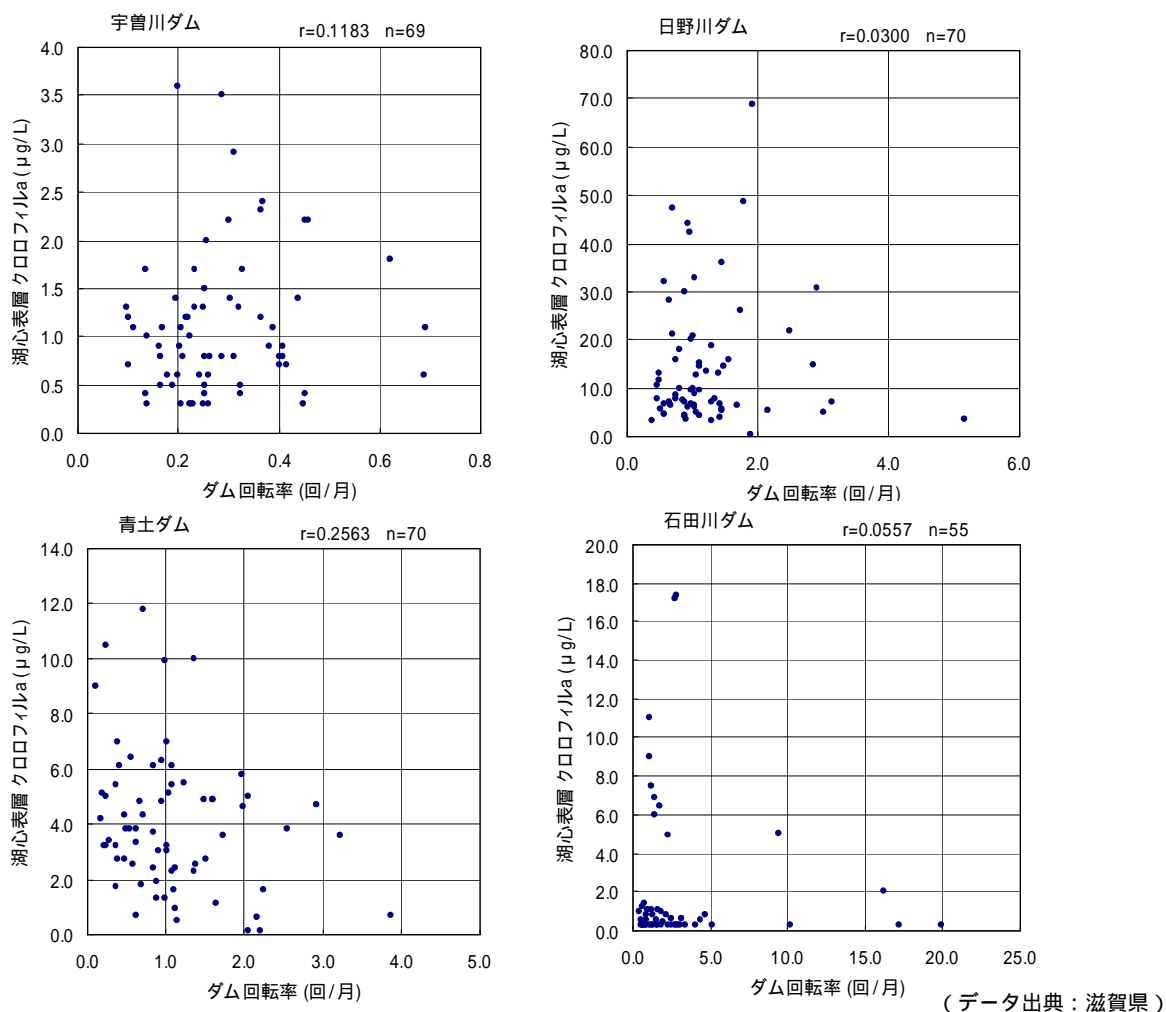 宇曽川ダム
r=0.1183 n=69
湖心表層 クロロフィルa(μg/L)
4.0
3.5
3.0
2.5
2.0
1.5
1.0
0.5
0.0
0.0 0.2 0.4 0.6 0.8
ダム回転率 (回/月)
日野川ダム
r=0.0300 n=70
湖心表層 クロロフィルa(μg/L)
80.0
70.0
60.0
50.0
40.0
30.0
20.0
10.0
0.0
0.0 2.0 4.0 6.0
ダム回転率 (回/月)
青土ダム
r=0.2563 n=70
湖心表層 クロロフィルa(μg/L)
14.0
12.0
10.0
8.0
6.0
4.0
2.0
0.0
0.0 1.0 2.0 3.0 4.0 5.0
ダム回転率 (回/月)
石田川ダム
r=0.0557 n=55
湖心表層 クロロフィルa(μg/L)
20.0
18.0
16.0
14.0
12.0
10.0
8.0
6.0
4.0
2.0
0.0
0.0 5.0 10.0 15.0 20.0 25.0
ダム回転率 (回/月)
(データ出典：滋賀県)